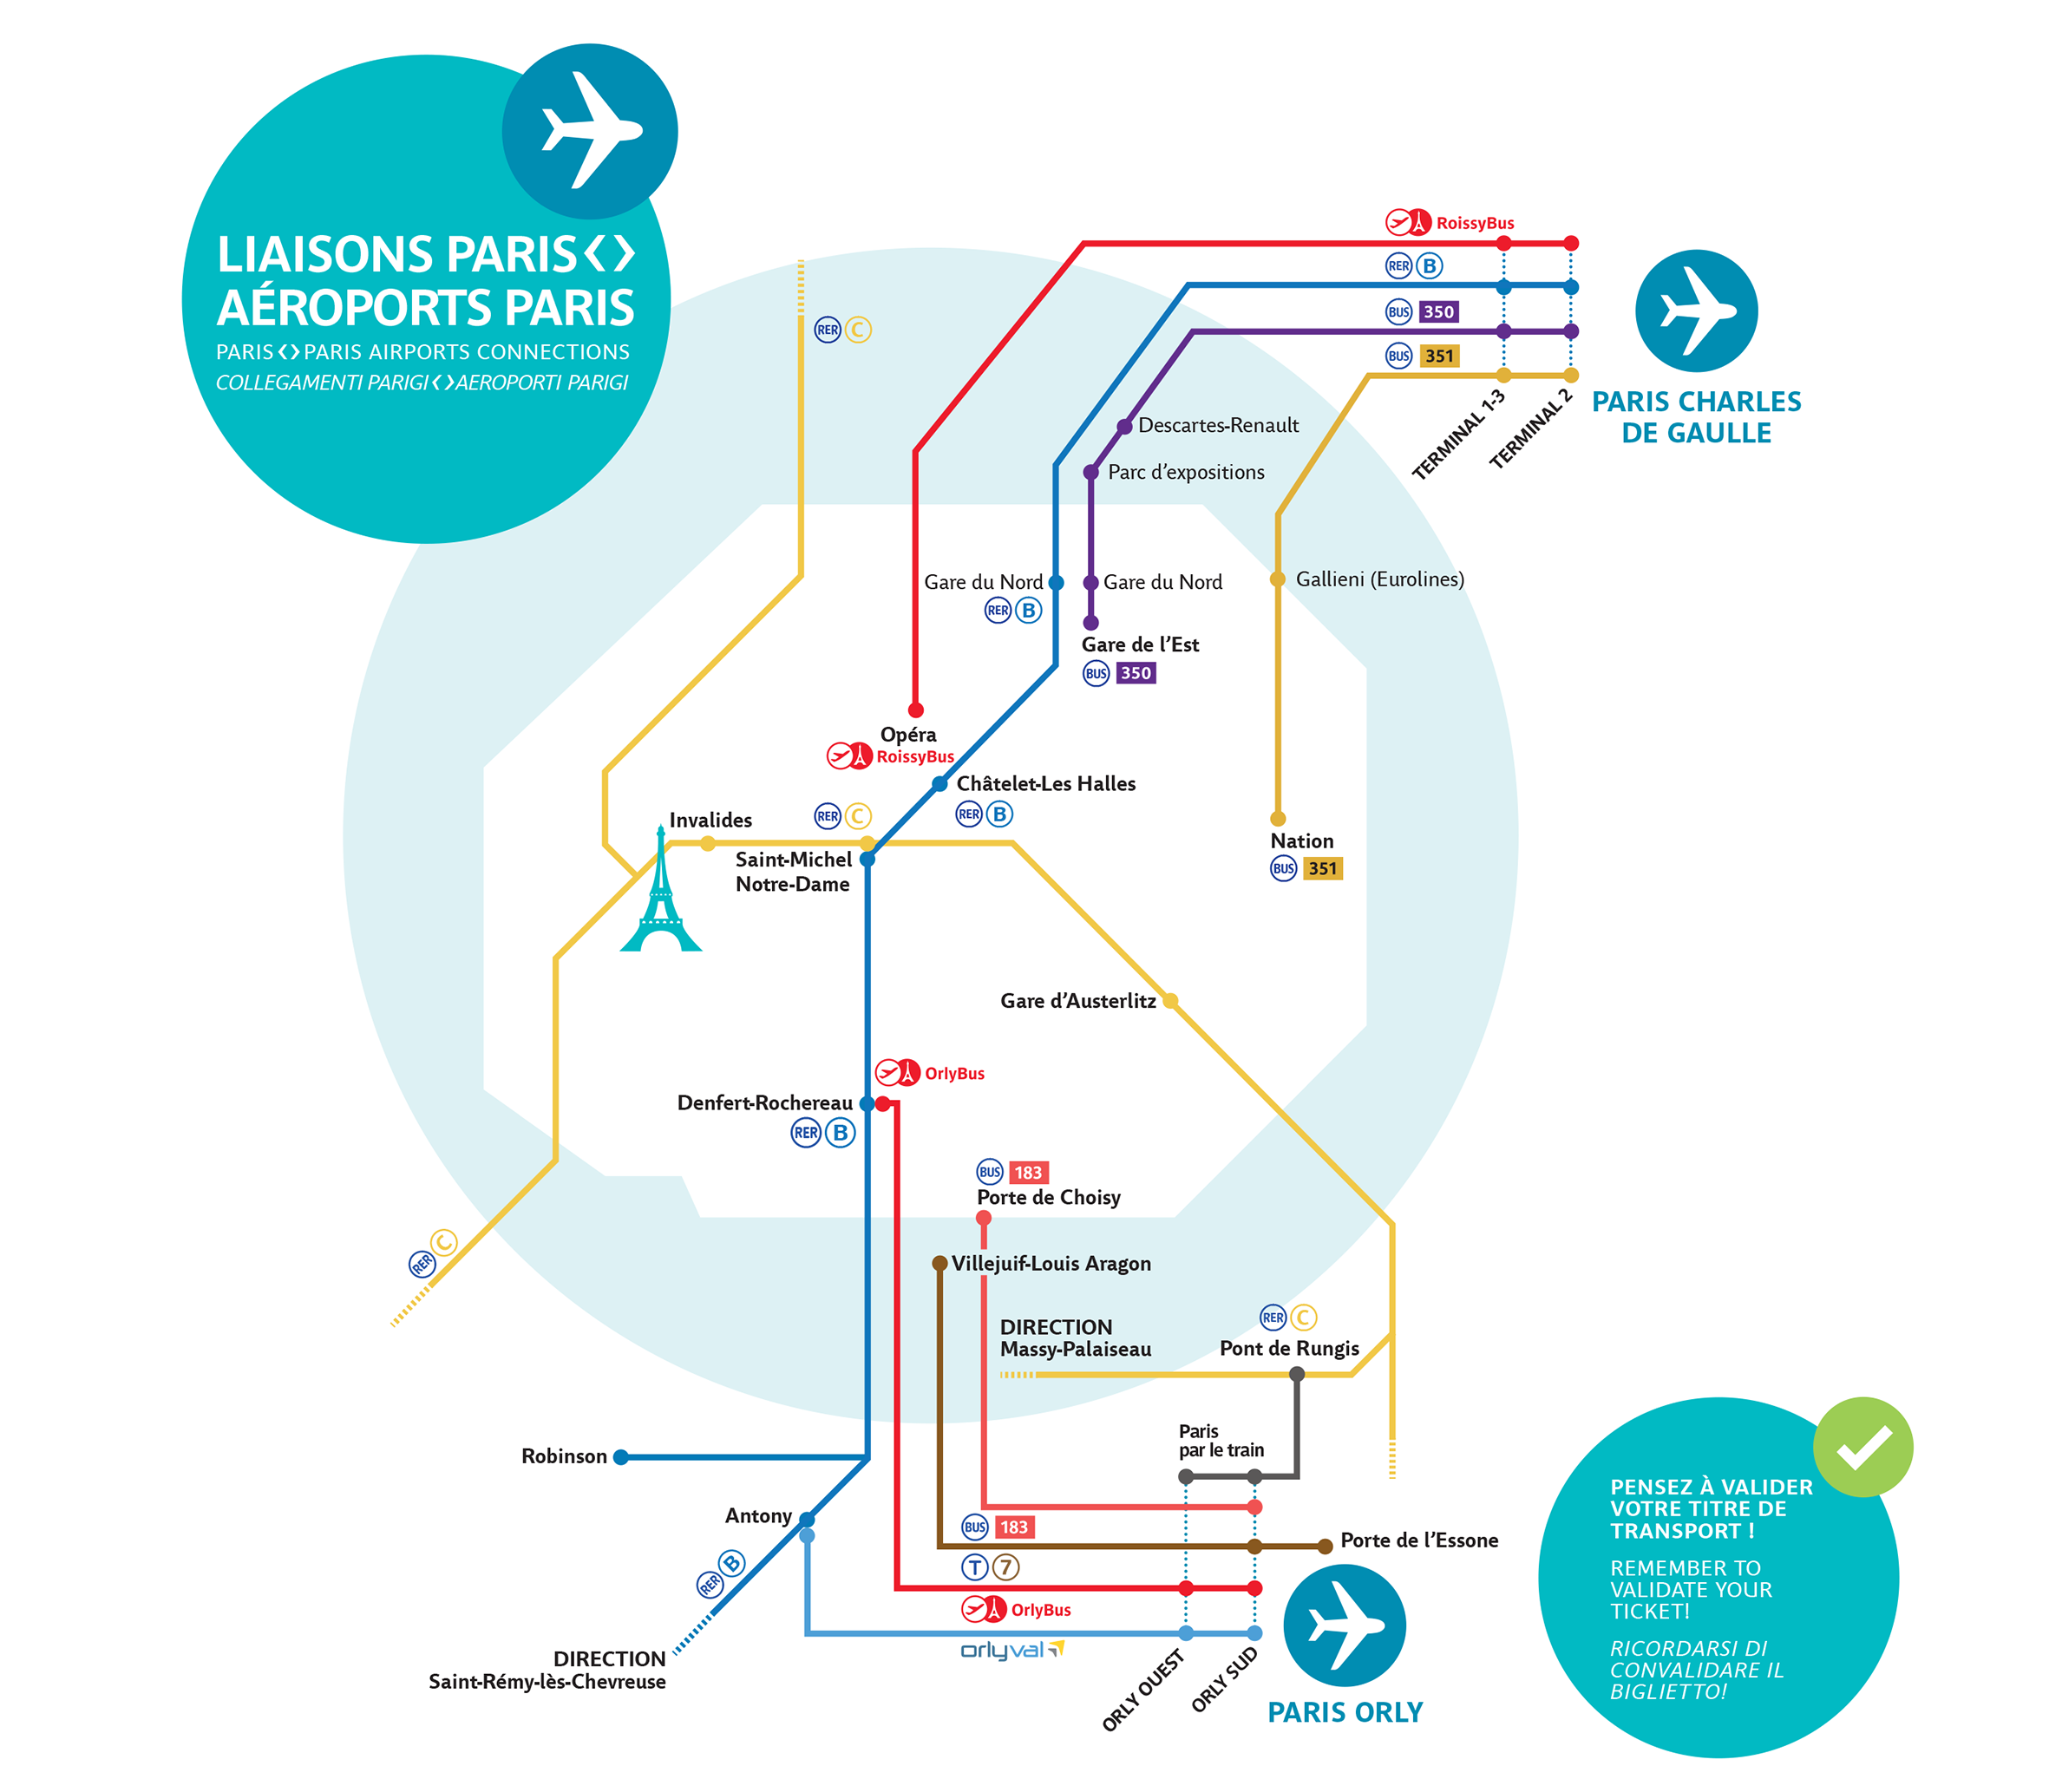 LIAISONS PARIS<>
AÉROPORTS PARIS
PARIS<>PARIS AIRPORTS CONNECTIONS
COLLEGAMENTI PARIGI<>AEROPORTI PARIGI
RoissyBus
RER B
BUS 350
BUS 351
TERMINAL 1-3
TERMINAL 2
PARIS CHARLES
DE GAULLE
RER C
Descartes-Renault
Parc d’expositions
Gare du Nord
RER B
Gare du Nord
Gallieni (Eurolines)
Gare de l’Est
BUS 350
Opéra
RoissyBus
Châtelet-Les Halles
RER B
Invalides
RER C
Saint-Michel
Notre-Dame
Nation
BUS 351
Gare d’Austerlitz
OrlyBus
Denfert-Rochereau
RER B
BUS 183
Porte de Choisy
RER C
Villejuif-Louis Aragon
DIRECTION
Massy-Palaiseau
RER C
Pont de Rungis
Paris
par le train
Robinson
Antony
RER B
BUS 183
Porte de l’Essone
T 7
OrlyBus
orlyval
DIRECTION
Saint-Rémy-lès-Chevreuse
ORLY OUEST
ORLY SUD
PARIS ORLY
PENSEZ À VALIDER
VOTRE TITRE DE
TRANSPORT !
REMEMBER TO
VALIDATE YOUR
TICKET!
RICORDARSI DI
CONVALIDARE IL
BIGLIETTO!